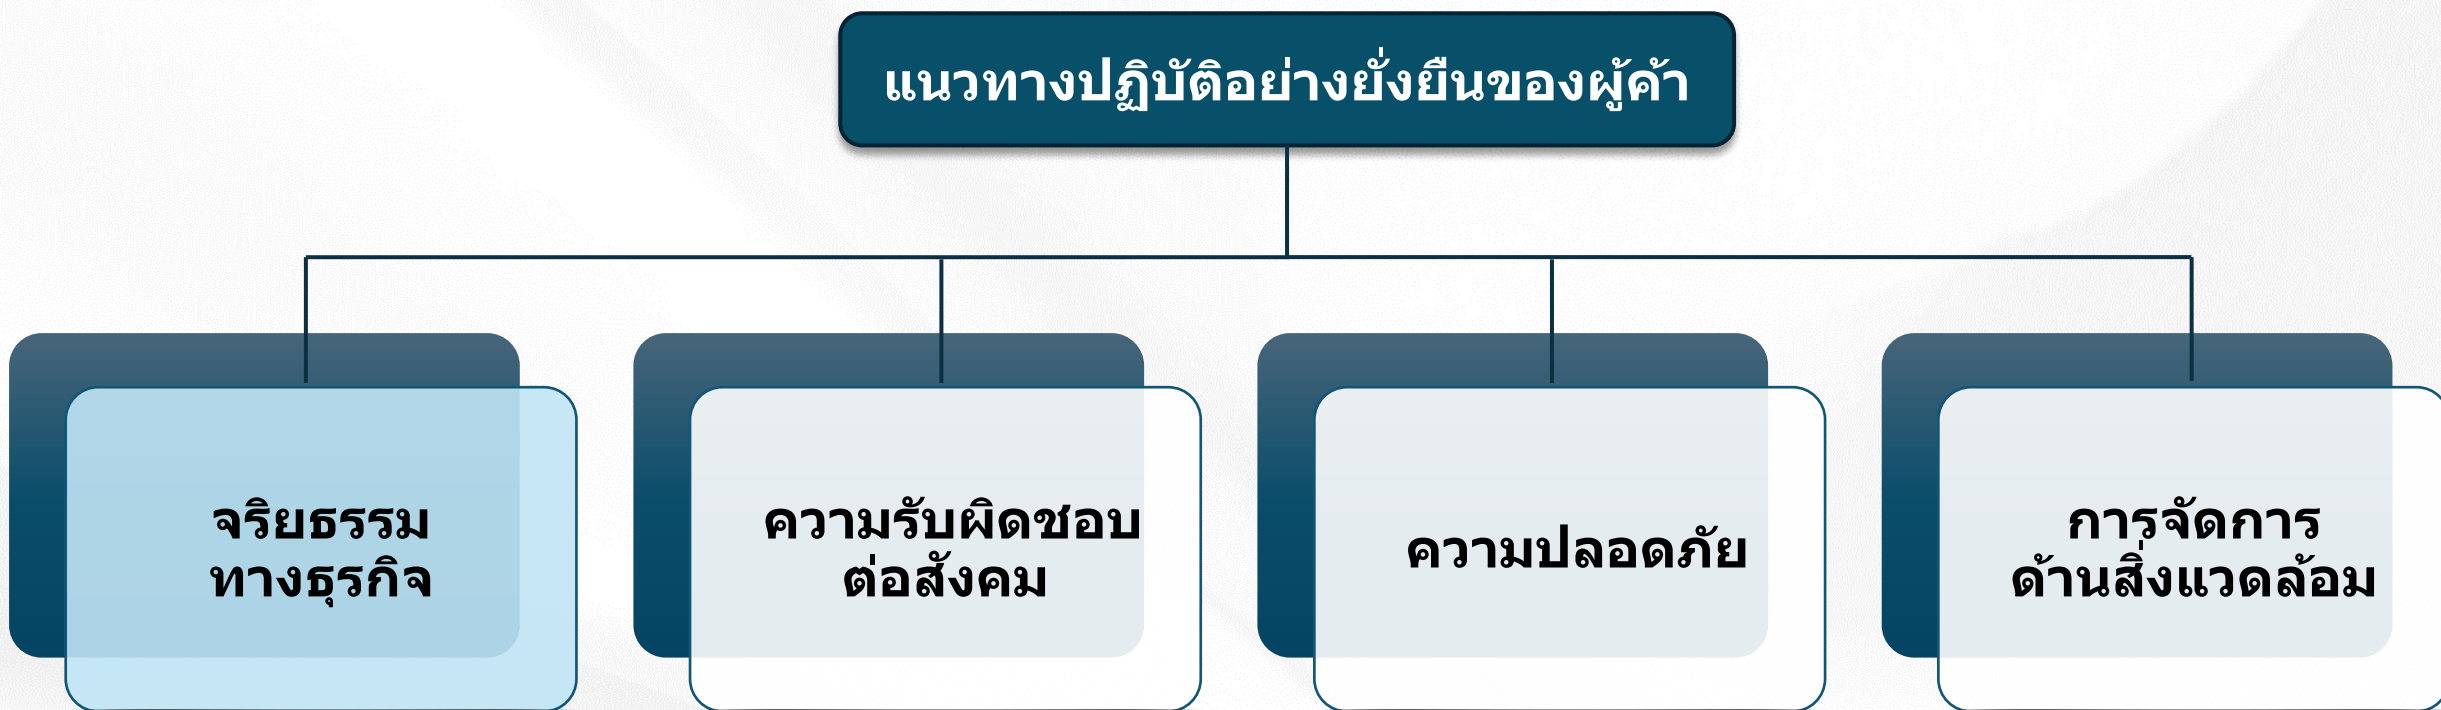 แนวทางปฏิบัติอย่างยั่งยืนของผู้ค้า
จริยธรรม
ทางธุรกิจ
ความรับผิดชอบ
ต่อสังคม
ความปลอดภัย
การจัดการ
ด้านสิ่งแวดล้อม